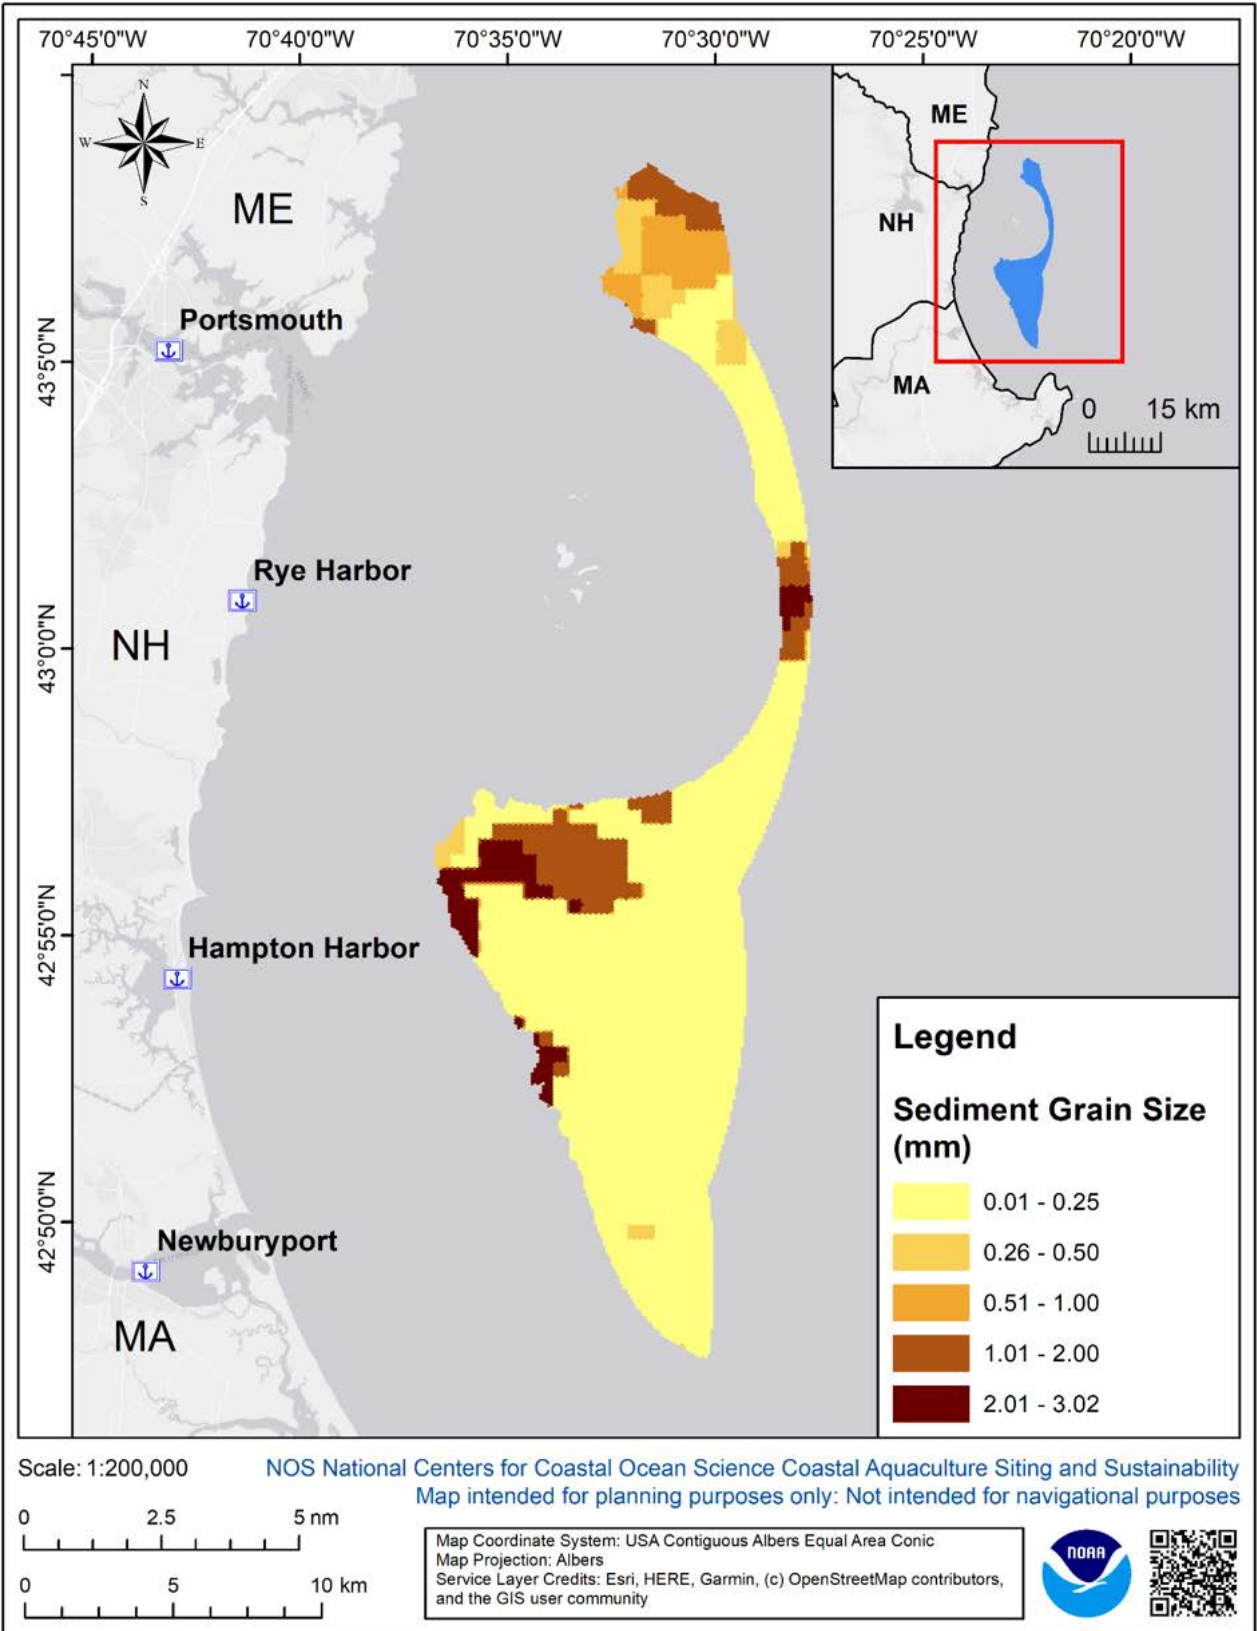 70°45'0"W 70°40'0"W 70°35'0"W 70°30'0"W 70°25'0"W 70°20'0"W
N
W E
S
ME
Portsmouth
43°5'0"N
Rye Harbor
NH
43°0'0"N
42°55'0"N
Hampton Harbor
42°50'0"N
Newburyport
MA
ME
NH
MA
0 15 km
Legend
Sediment Grain Size
(mm)
0.01 - 0.25
0.26 - 0.50
0.51 - 1.00
1.01 - 2.00
2.01 - 3.02
Scale: 1:200,000
NOS National Centers for Coastal Ocean Science Coastal Aquaculture Siting and Sustainability
Map intended for planning purposes only: Not intended for navigational purposes
0 2.5 5 nm
0 5 10 km
Map Coordinate System: USA Contiguous Albers Equal Area Conic
Map Projection: Albers
Service Layer Credits: Esri, HERE, Garmin, (c) OpenStreetMap contributors,
and the GIS user community
NOAA